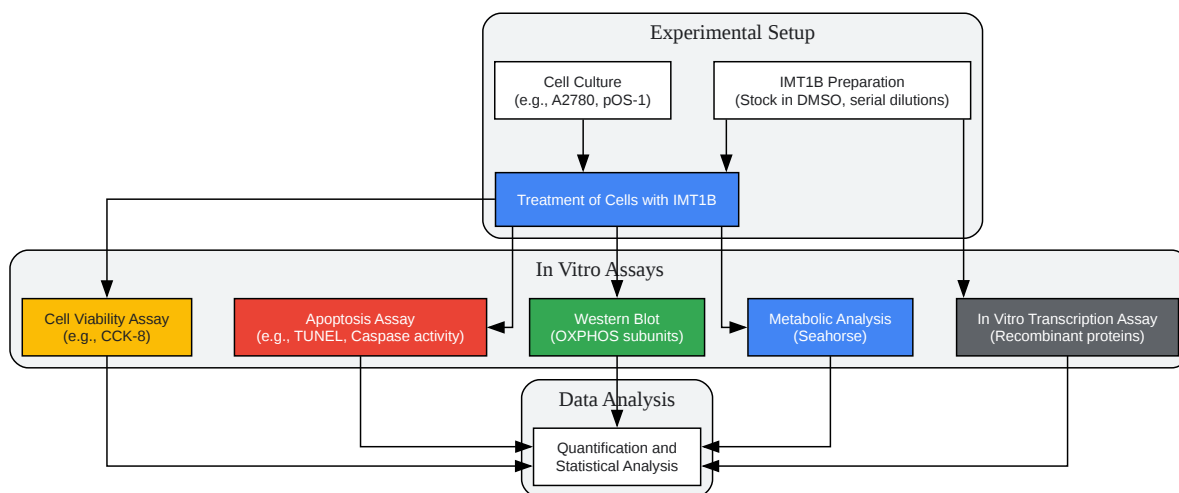 Experimental Setup
Cell Culture
(e.g., A2780, pOS-1)
IMT1B Preparation
(Stock in DMSO, serial dilutions)
Treatment of Cells with IMT1B
In Vitro Assays
Cell Viability Assay
(e.g., CCK-8)
Apoptosis Assay
(e.g., TUNEL, Caspase activity)
Western Blot
(OXPHOS subunits)
Metabolic Analysis
(Seahorse)
In Vitro Transcription Assay
(Recombinant proteins)
Data Analysis
Quantification and
Statistical Analysis